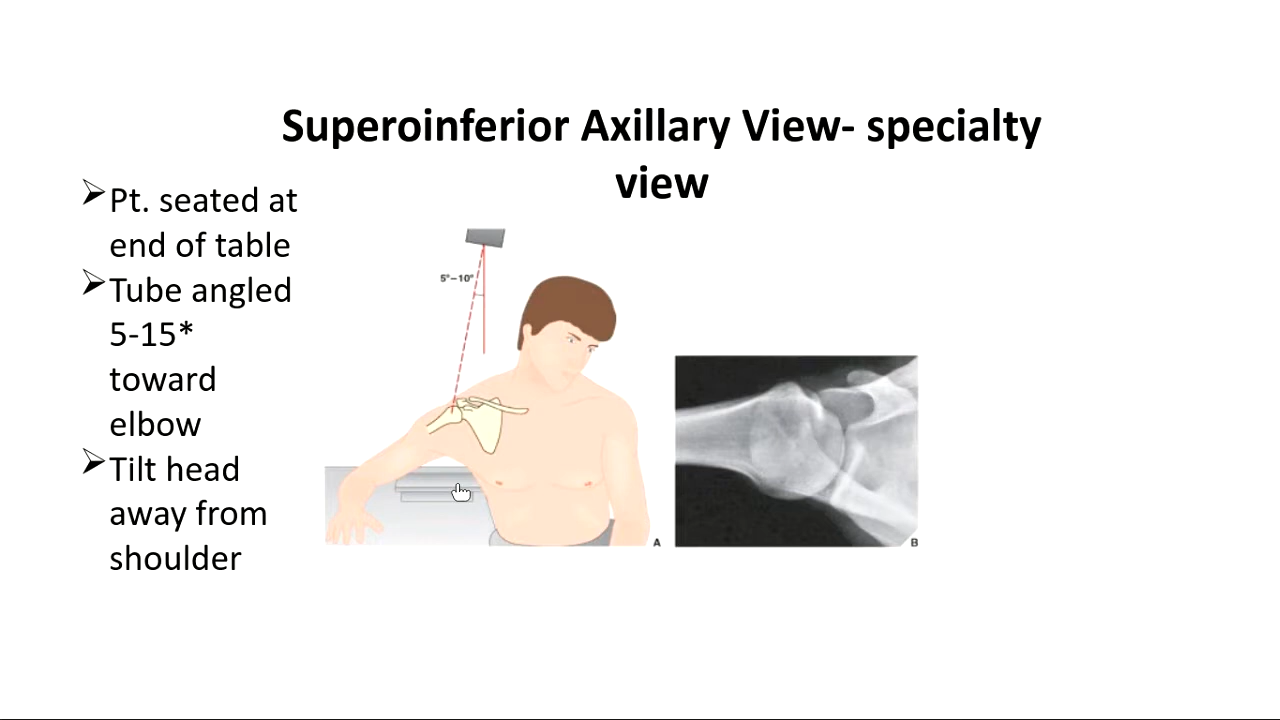 Superoinferior Axillary View- specialty
view
Pt. seated at
end of table
Tube angled
5-15*
toward
elbow
Tilt head
away from
shoulder
5°–10°
A
B